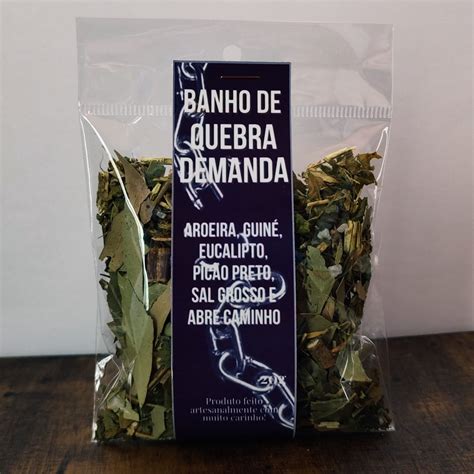 BANHO DE
QUEBRA
DEMANDA
AROEIRA, GUINÉ,
EUCALIPTO,
PICÃO PRETO,
SAL GROSSO E
ABRE CAMINHO
Produto feito
artesanalmente com
muito carinho!